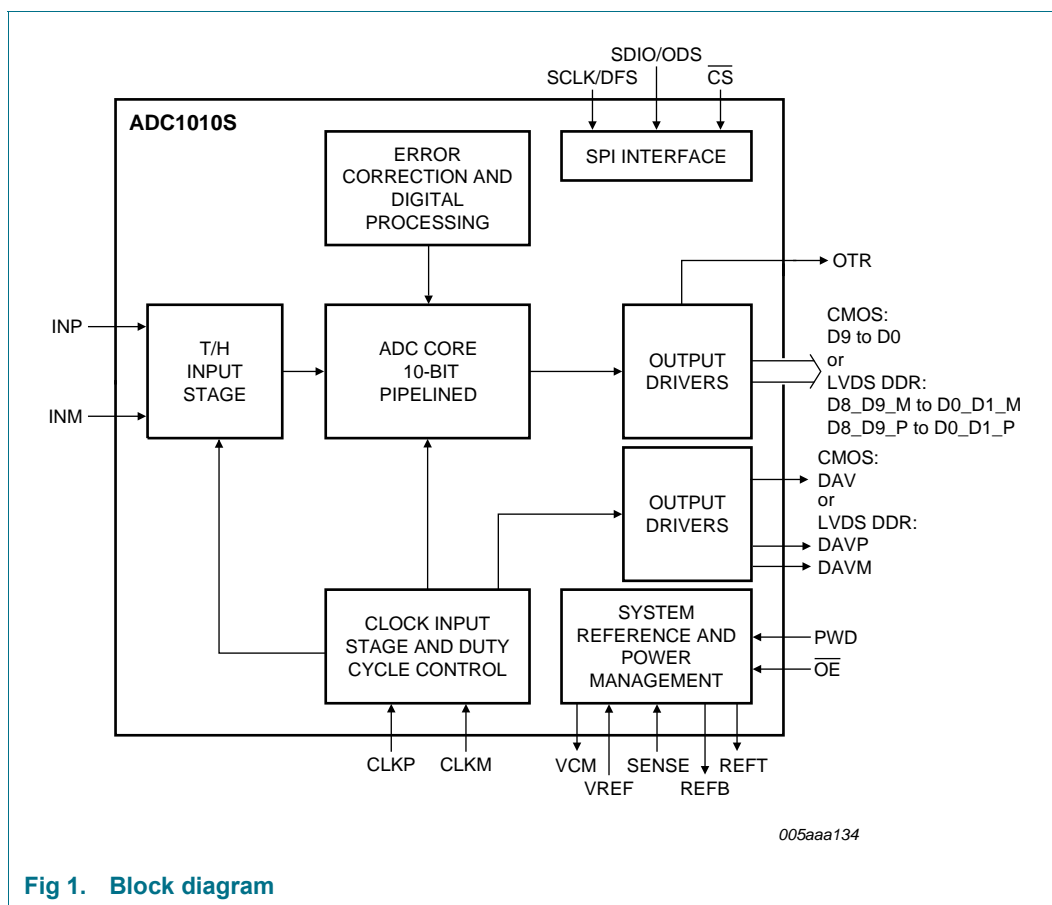 SDIO/ODS
SCLK/DFS
CS
ADC1010S
ERROR
CORRECTION AND
DIGITAL
PROCESSING
SPI INTERFACE
OTR
INP
INM
T/H
INPUT
STAGE
ADC CORE
10-BIT
PIPELINED
OUTPUT
DRIVERS
CMOS:
D9 to D0
or
LVDS DDR:
D8_D9_M to D0_D1_M
D8_D9_P to D0_D1_P
OUTPUT
DRIVERS
CMOS:
DAV
or
LVDS DDR:
DAVP
DAVM
CLOCK INPUT
STAGE AND DUTY
CYCLE CONTROL
SYSTEM
REFERENCE AND
POWER
MANAGEMENT
PWD
OE
CLKP
CLKM
VCM
VREF
SENSE
REFB
REFT
005aaa134
Fig 1. Block diagram